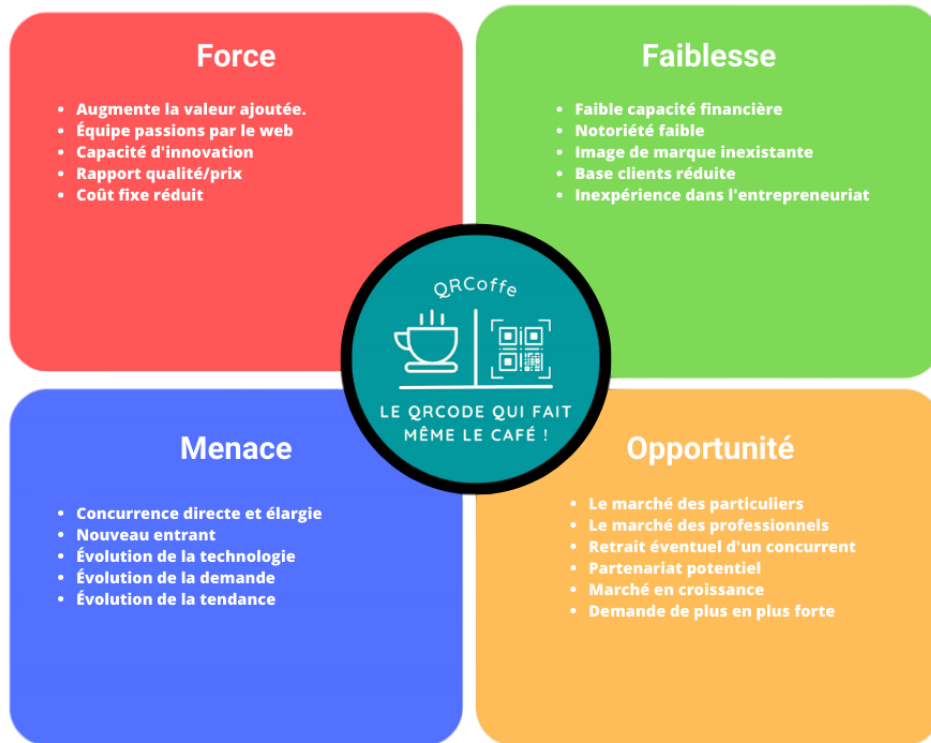 Force
• Augmente la valeur ajoutée.
• Équipe passions par le web
• Capacité d'innovation
• Rapport qualité/prix
• Coût fixe réduit
Faiblesse
• Faible capacité financière
• Notoriété faible
• Image de marque inexistante
• Base clients réduite
• Inexpérience dans l'entrepreneuriat
QRCoffe
LE QRCODE QUI FAIT
MÊME LE CAFÉ !
Menace
• Concurrence directe et élargie
• Nouveau entrant
• Évolution de la technologie
• Évolution de la demande
• Évolution de la tendance
Opportunité
• Le marché des particuliers
• Le marché des professionnels
• Retrait éventuel d'un concurrent
• Partenariat potentiel
• Marché en croissance
• Demande de plus en plus forte